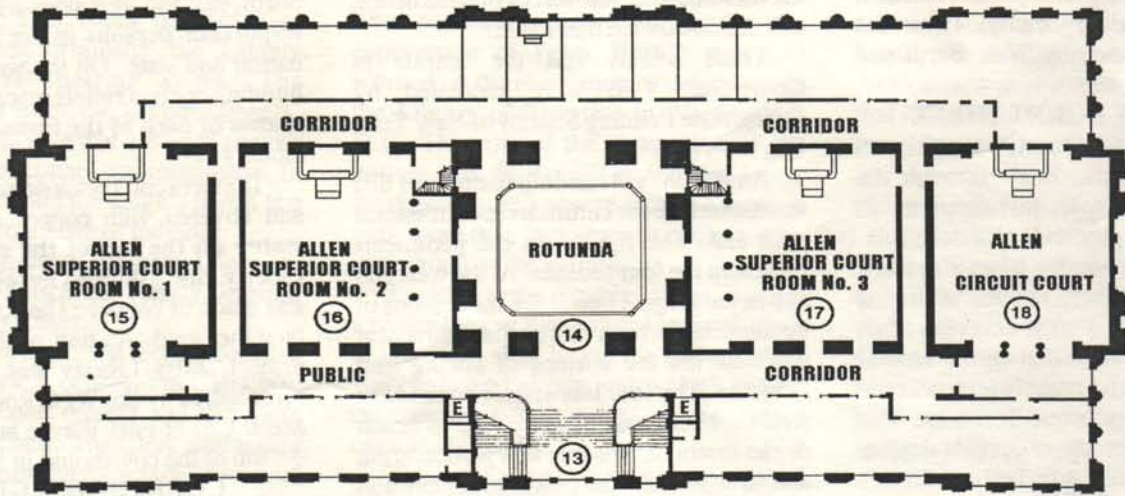 CORRIDOR
CORRIDOR
ALLEN
SUPERIOR COURT
ROOM No. 1
15
ALLEN
SUPERIOR COURT
ROOM No. 2
16
ROTUNDA
14
ALLEN
SUPERIOR COURT
ROOM No. 3
17
ALLEN
CIRCUIT COURT
18
PUBLIC
CORRIDOR
E
E
13